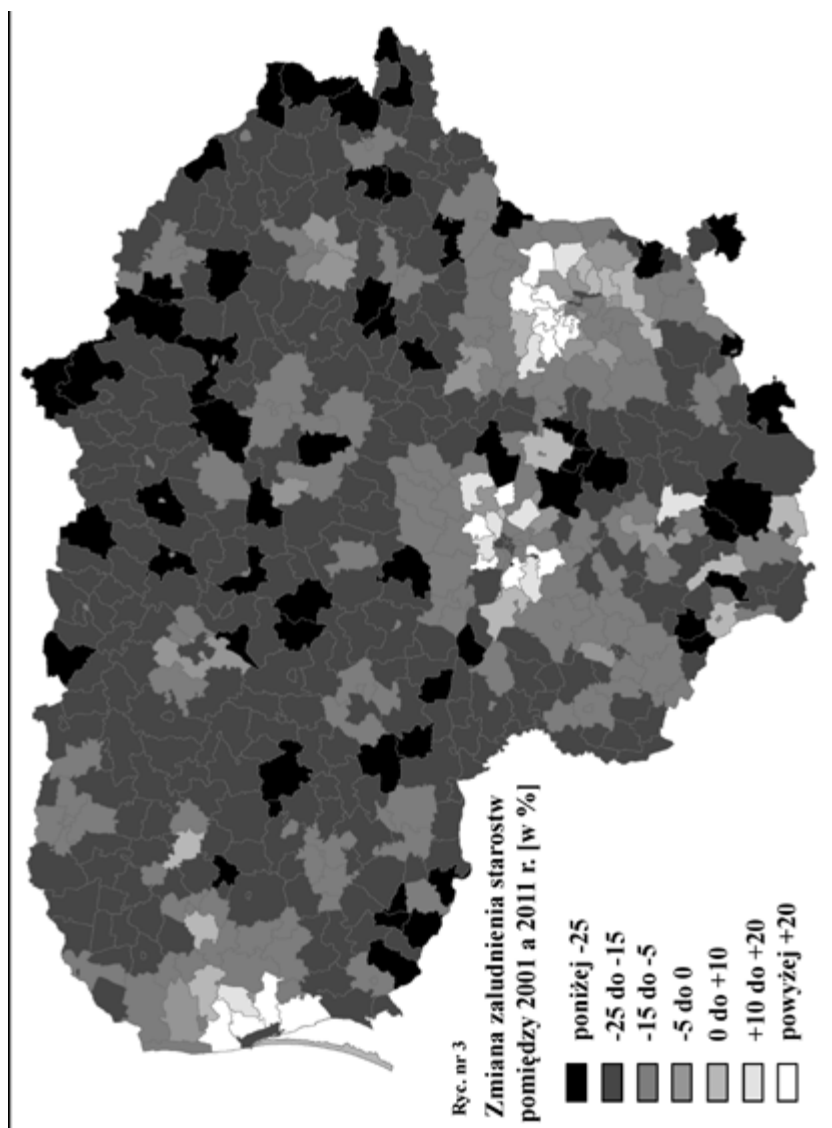 Ryc. nr 3
Zmiana zaludnienia starostw
pomiędzy 2001 a 2011 r. [w %]
poniżej -25
-25 do -15
-15 do -5
-5 do 0
0 do +10
+10 do +20
powyżej +20